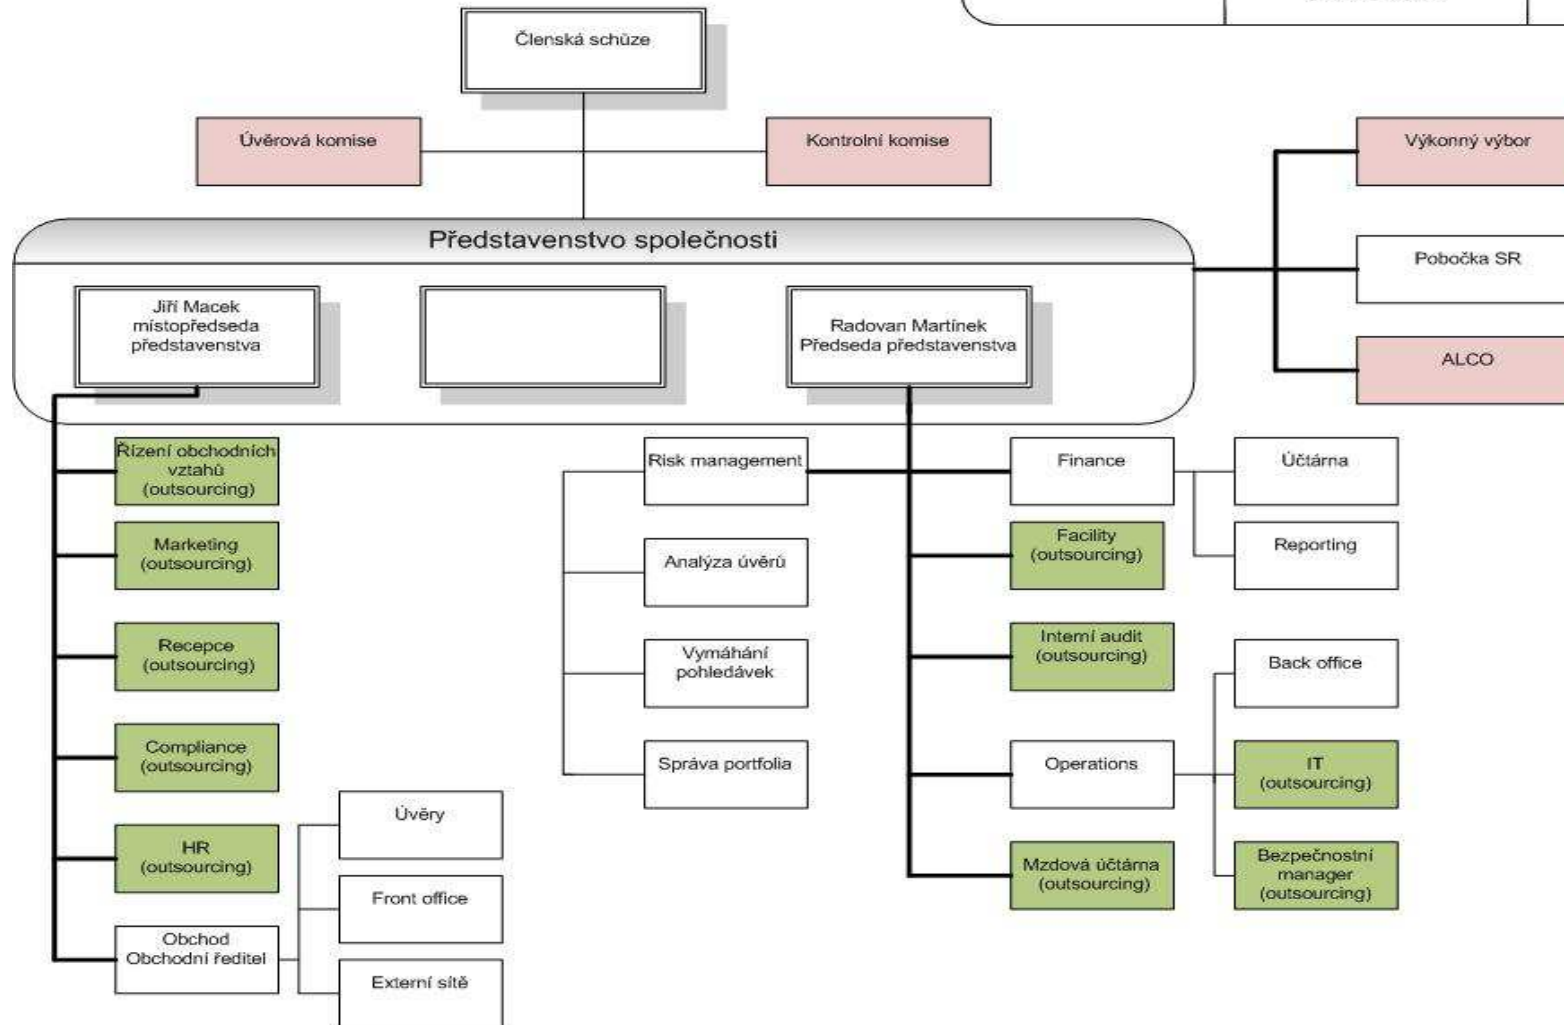 Členská schůze
Úvěrová komise
Kontrolní komise
Výkonný výbor
Pobočka SR
ALCO
Představenstvo společnosti
Jiří Macek
místopředseda
představenstva
Radovan Martínek
Předseda představenstva
Řízení obchodních
vztahů
(outsourcing)
Marketing
(outsourcing)
Recepce
(outsourcing)
Compliance
(outsourcing)
HR
(outsourcing)
Obchod
Obchodní ředitel
Úvěry
Front office
Externí sítě
Risk management
Analýza úvěrů
Vymáhání
pohledávek
Správa portfolia
Finance
Účtárna
Reporting
Facility
(outsourcing)
Interní audit
(outsourcing)
Operations
Back office
IT
(outsourcing)
Bezpečnostní
manager
(outsourcing)
Mzdová účtárna
(outsourcing)